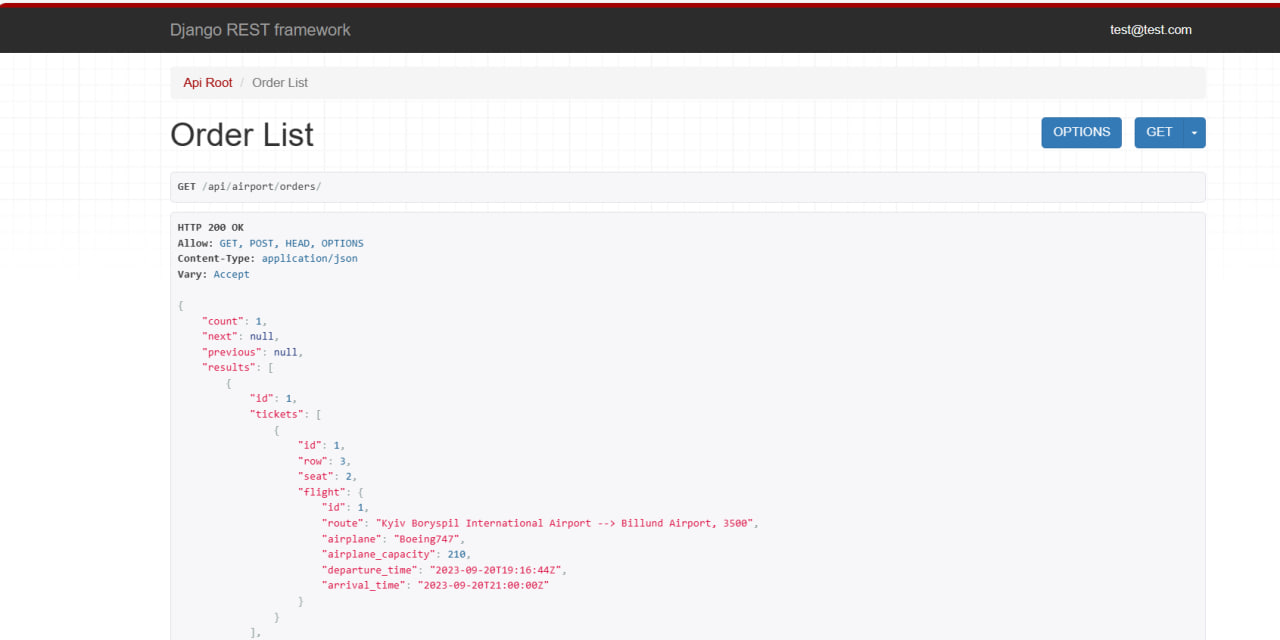 Django REST framework
test@test.com
Api Root / Order List
Order List
OPTIONS
GET
GET /api/airport/orders/
HTTP 200 OK
Allow: GET, POST, HEAD, OPTIONS
Content-Type: application/json
Vary: Accept
{
    "count": 1,
    "next": null,
    "previous": null,
    "results": [
        {
            "id": 1,
            "tickets": [
                {
                    "id": 1,
                    "row": 3,
                    "seat": 2,
                    "flight": {
                        "id": 1,
                        "route": "Kyiv Boryspil International Airport --> Billund Airport, 3500",
                        "airplane": "Boeing747",
                        "airplane_capacity": 210,
                        "departure_time": "2023-09-20T19:16:44Z",
                        "arrival_time": "2023-09-20T21:00:00Z"
                    }
                }
            ],